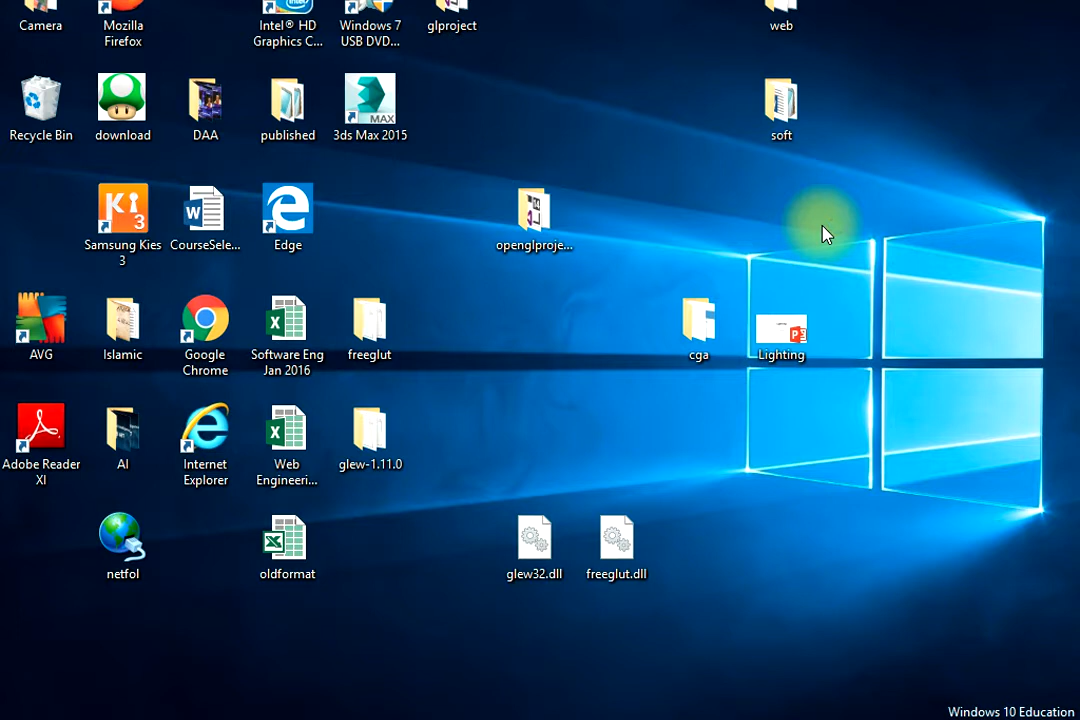 Camera
Mozilla
Firefox
Intel® HD
Graphics C...
Windows 7
USB DVD...
glproject
web
Recycle Bin
download
DAA
published
MAX
3ds Max 2015
soft
Ki
3
Samsung Kies
3
W
CourseSele...
Edge
openglproje...
AVG
Islamic
Google
Chrome
X
Software Eng
Jan 2016
freeglut
cga
P
Lighting
Adobe Reader
XI
AI
Internet
Explorer
X
Web
Engineeri...
glew-1.11.0
netfol
X
oldformat
glew32.dll
freeglut.dll
Windows 10 Education